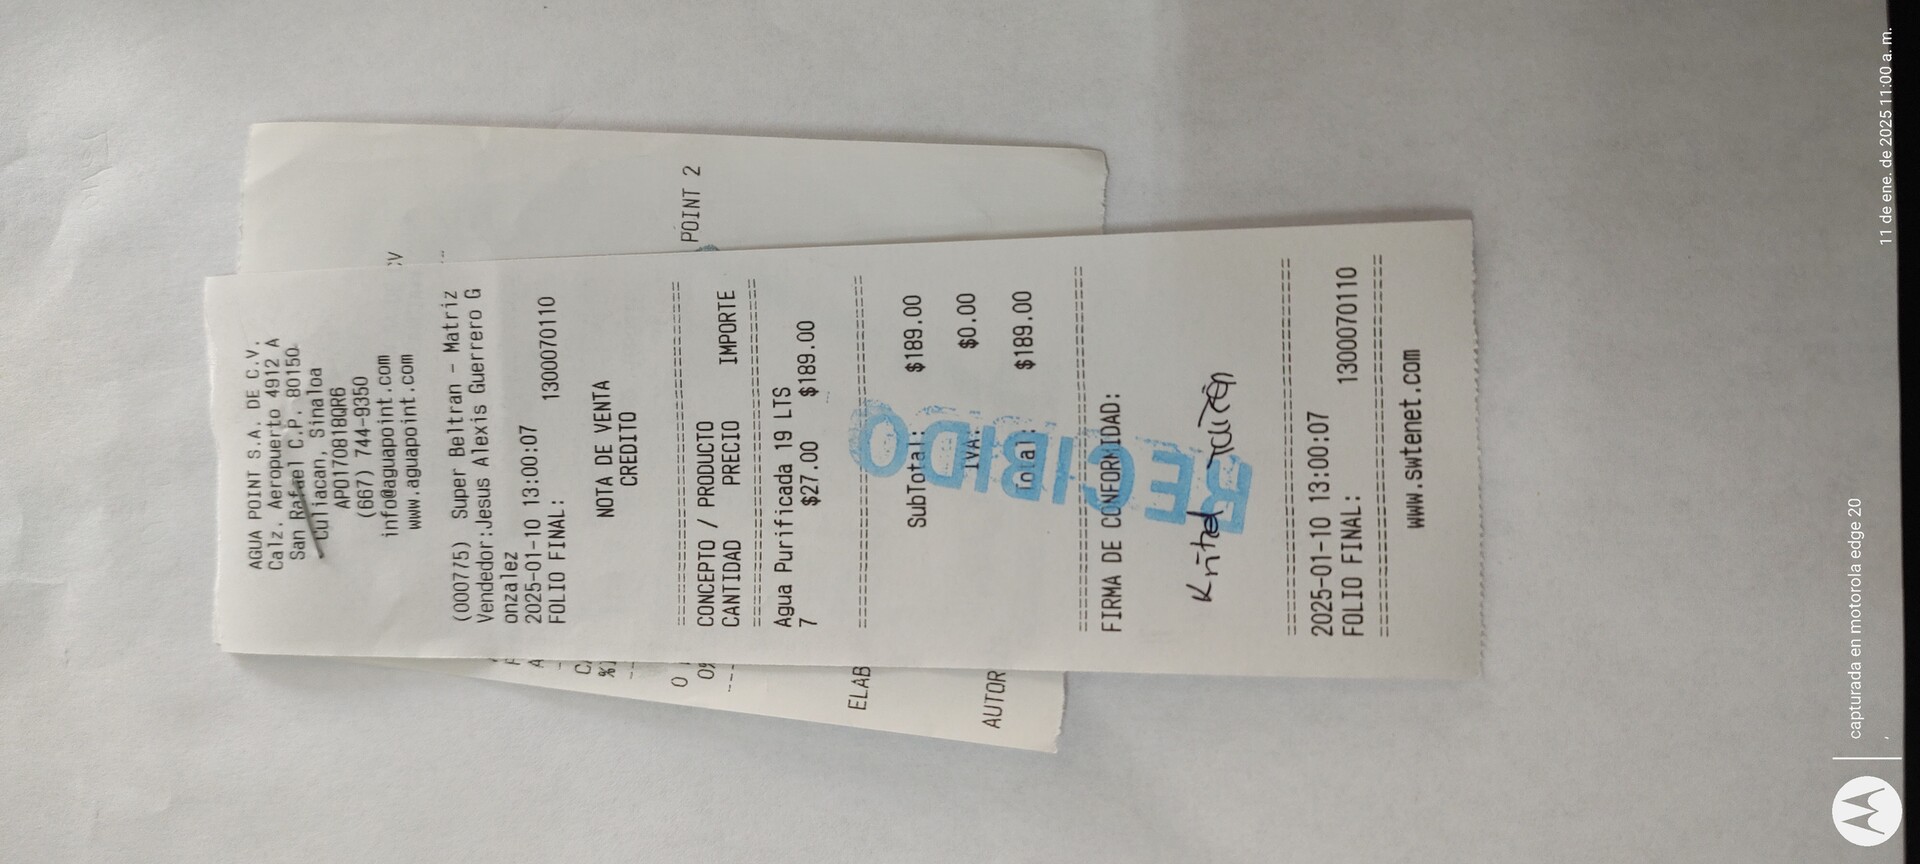 AGUA POINT S.A. DE C.V.
Calz. Aeropuerto 4912 A
San Rafael C.P. 80150
Culiacan, Sinaloa
APO170818QR6
(667) 744-9350
info@aguapoint.com
www.aguapoint.com
(000775) Super Beltran - Matriz
Vendedor:Jesus Alexis Guerrero G
onzalez
2025-01-10 13:00:07
FOLIO FINAL: 1300070110
NOTA DE VENTA
CREDITO
CONCEPTO / PRODUCTO
CANTIDAD PRECIO IMPORTE
Agua Purificada 19 LTS
7 $27.00 $189.00
SubTotal: $189.00
IVA: $0.00
Total: $189.00
RECIBIDO
FIRMA DE CONFORMIDAD:
2025-01-10 13:00:07
FOLIO FINAL: 1300070110
www.swtenet.com
POINT 2
ELAB
AUTOR
capturada en motorola edge 20
11 de ene. de 2025 11:00 a. m.